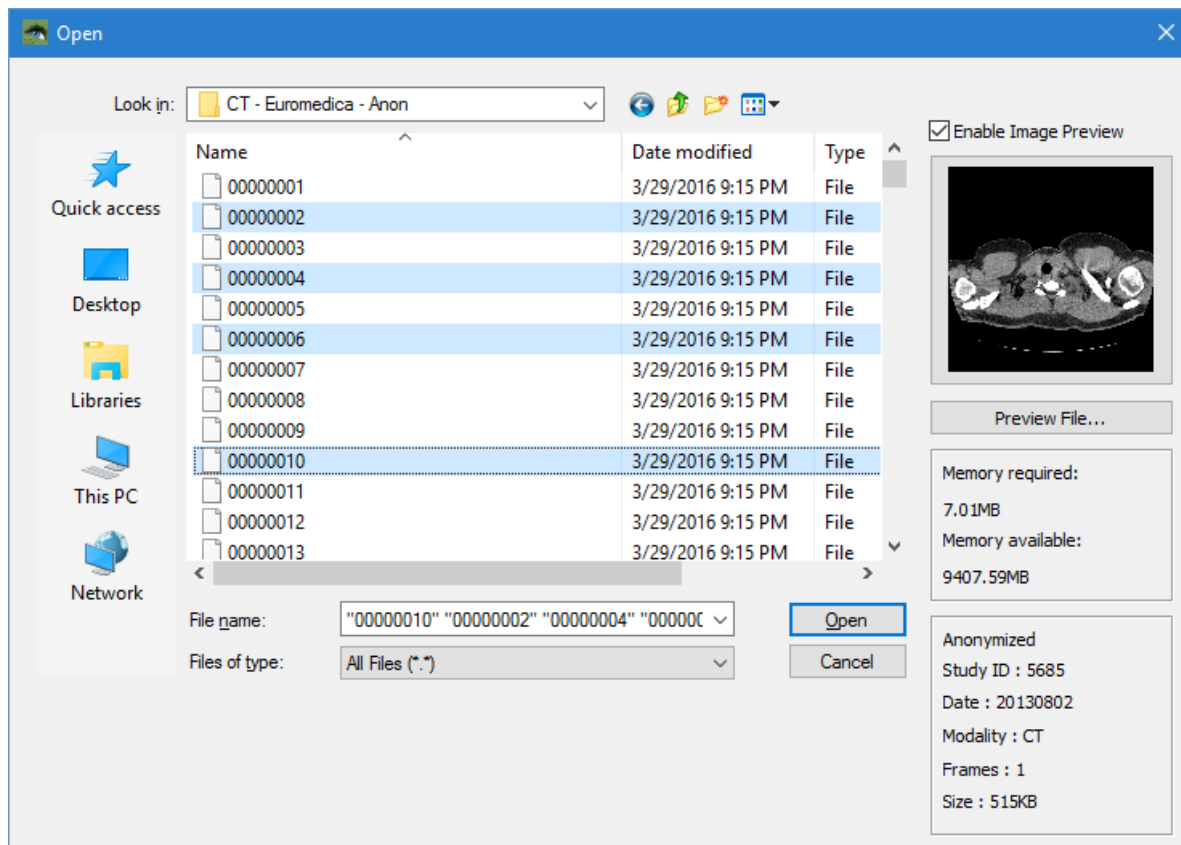 Open
Look in: CT - Euromedica - Anon
Enable Image Preview
Name Date modified Type
00000001 3/29/2016 9:15 PM File
00000002 3/29/2016 9:15 PM File
00000003 3/29/2016 9:15 PM File
00000004 3/29/2016 9:15 PM File
00000005 3/29/2016 9:15 PM File
00000006 3/29/2016 9:15 PM File
00000007 3/29/2016 9:15 PM File
00000008 3/29/2016 9:15 PM File
00000009 3/29/2016 9:15 PM File
00000010 3/29/2016 9:15 PM File
00000011 3/29/2016 9:15 PM File
00000012 3/29/2016 9:15 PM File
00000013 3/29/2016 9:15 PM File
Quick access
Desktop
Libraries
This PC
Network
File name: "00000010" "00000002" "00000004" "000000
Open
Files of type: All Files (*.*)
Cancel
Preview File...
Memory required:
7.01MB
Memory available:
9407.59MB
Anonymized
Study ID : 5685
Date : 20130802
Modality : CT
Frames : 1
Size : 515KB